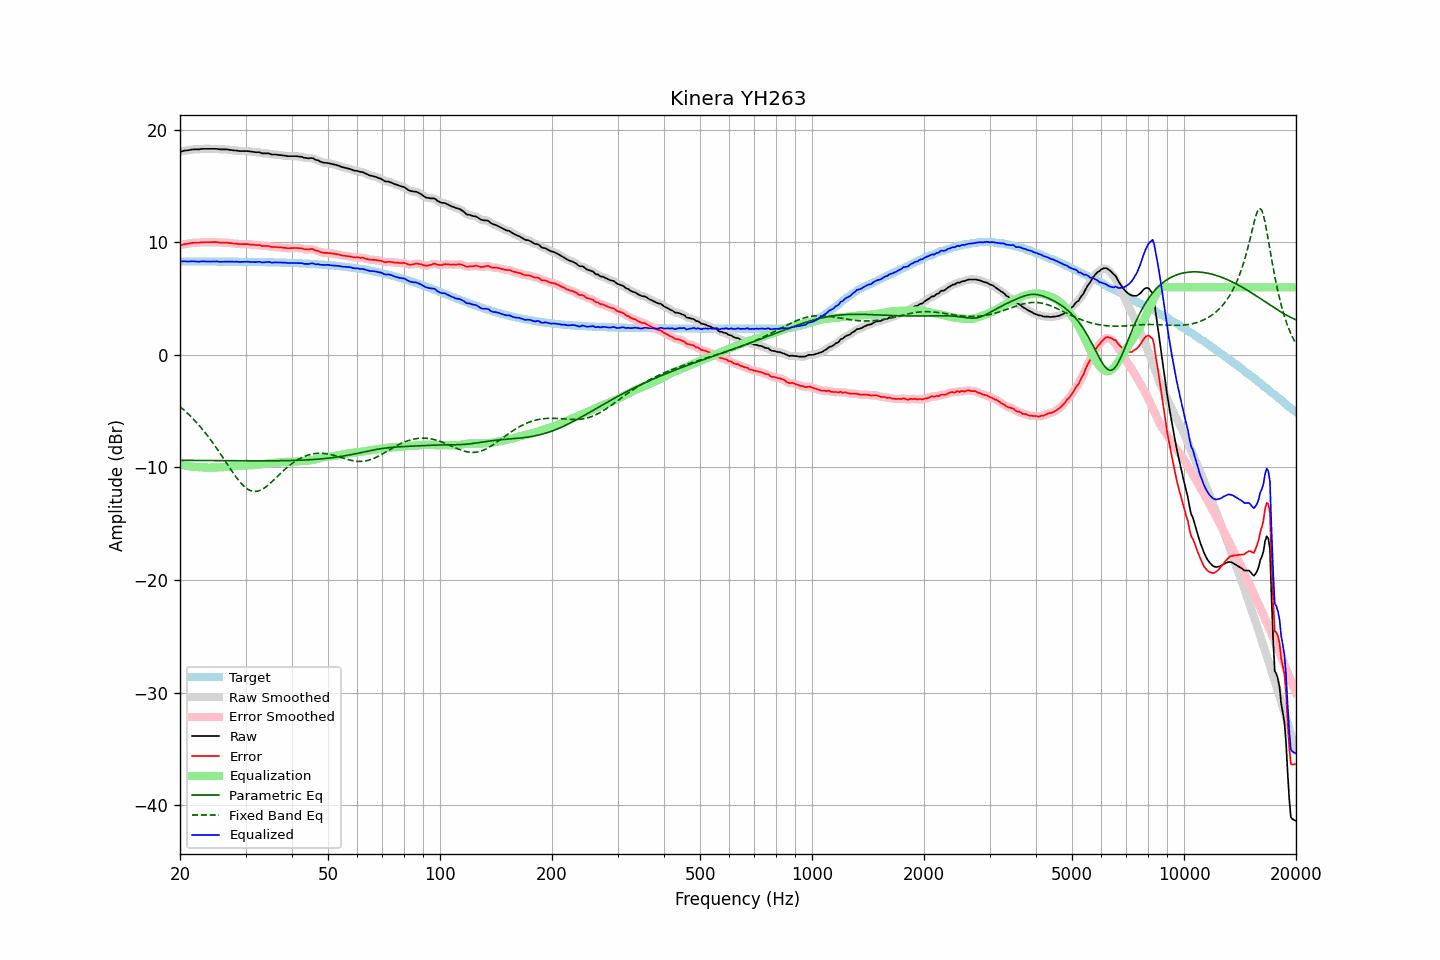 Kinera YH263
20
10
0
−10
−20
−30
−40
Amplitude (dBr)
Target
Raw Smoothed
Error Smoothed
Raw
Error
Equalization
Parametric Eq
Fixed Band Eq
Equalized
20 50 100 200 500 1000 2000 5000 10000 20000
Frequency (Hz)